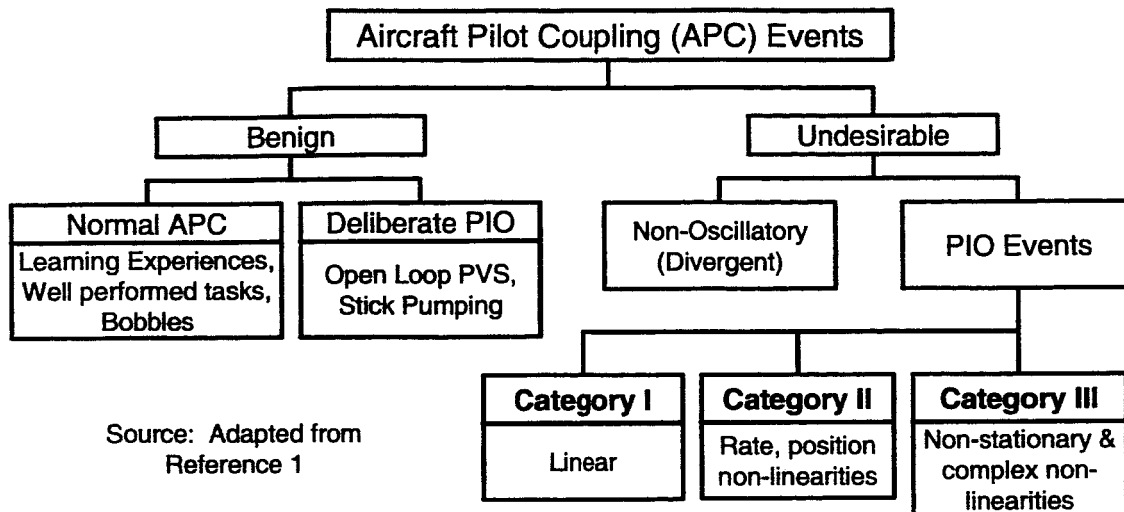 Aircraft Pilot Coupling (APC) Events
Benign
Undesirable
Normal APC
Learning Experiences,
Well performed tasks,
Bobbles
Deliberate PIO
Open Loop PVS,
Stick Pumping
Non-Oscillatory
(Divergent)
PIO Events
Category I
Linear
Category II
Rate, position
non-linearities
Category III
Non-stationary &
complex non-
linearities
Source: Adapted from
Reference 1